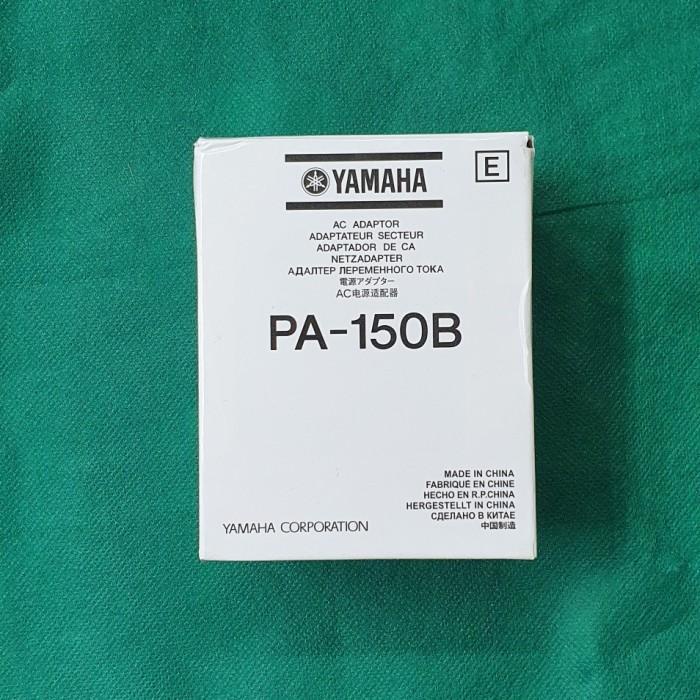 YAMAHA
E
AC ADAPTOR
ADAPTATEUR SECTEUR
ADAPTADOR DE CA
NETZADAPTER
АДАЛТЕР ЛЕРЕМЕННОГО ТОКА
電源アダプター
AC电源适配器
PA-150B
MADE IN CHINA
FABRIQUÉ EN CHINE
HECHO EN R.P.CHINA
HERGESTELLT IN CHINA
СДЕЛАНО В КИТАЕ
中国制造
YAMAHA CORPORATION